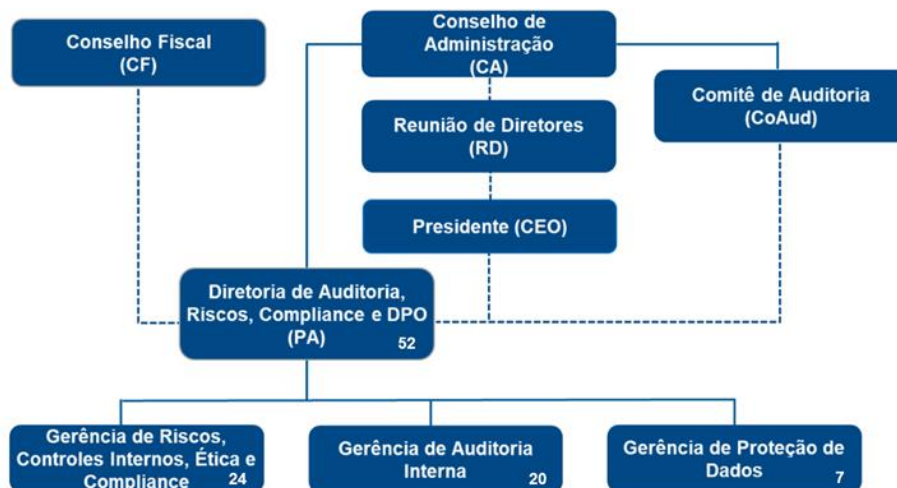 Conselho Fiscal
(CF)
Conselho de
Administração
(CA)
Comitê de Auditoria
(CoAud)
Reunião de Diretores
(RD)
Presidente (CEO)
Diretoria de Auditoria,
Riscos, Compliance e DPO
(PA)
52
Gerência de Riscos,
Controles Internos, Ética e
Compliance
24
Gerência de Auditoria
Interna
20
Gerência de Proteção de
Dados
7